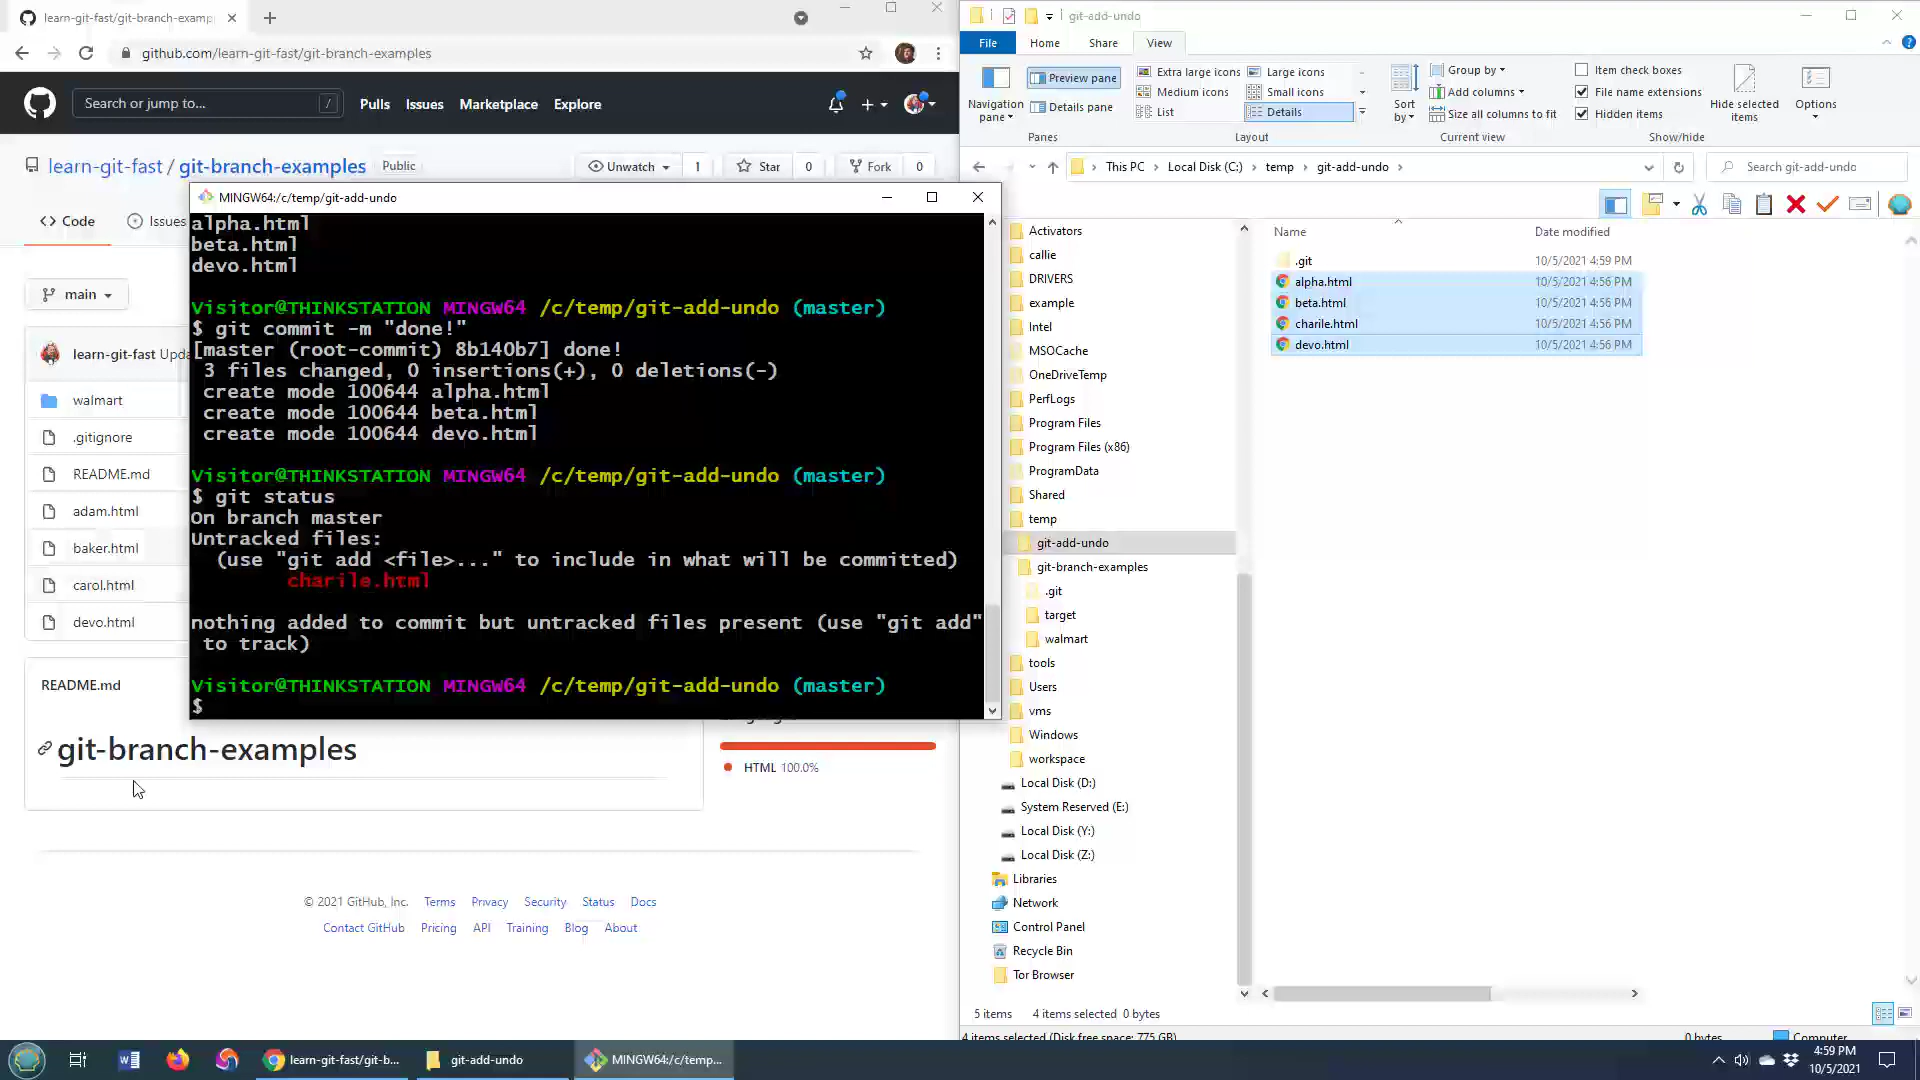 learn-git-fast/git-branch-examp
github.com/learn-git-fast/git-branch-examples
Search or jump to...
/
Pulls
Issues
Marketplace
Explore
learn-git-fast / git-branch-examples
Public
Unwatch
1
Star
0
Fork
0
Code
Issues
main
learn-git-fast Upda
walmart
.gitignore
README.md
adam.html
baker.html
carol.html
devo.html
README.md
git-branch-examples
HTML 100.0%
© 2021 GitHub, Inc.
Terms
Privacy
Security
Status
Docs
Contact GitHub
Pricing
API
Training
Blog
About
MINGW64:/c/temp/git-add-undo
alpha.html
beta.html
devo.html
Visitor@THINKSTATION MINGW64 /c/temp/git-add-undo (master)
$ git commit -m "done!"
[master (root-commit) 8b140b7] done!
3 files changed, 0 insertions(+), 0 deletions(-)
create mode 100644 alpha.html
create mode 100644 beta.html
create mode 100644 devo.html
Visitor@THINKSTATION MINGW64 /c/temp/git-add-undo (master)
$ git status
On branch master
Untracked files:
(use "git add <file>..." to include in what will be committed)
charile.html
nothing added to commit but untracked files present (use "git add"
to track)
Visitor@THINKSTATION MINGW64 /c/temp/git-add-undo (master)
$
git-add-undo
File
Home
Share
View
Navigation
pane
Preview pane
Details pane
Panes
Extra large icons
Large icons
Medium icons
Small icons
List
Details
Layout
Sort
by
Group by
Add columns
Size all columns to fit
Current view
Item check boxes
File name extensions
Hidden items
Hide selected
items
Options
Show/hide
This PC
Local Disk (C:)
temp
git-add-undo
Search git-add-undo
Activators
callie
DRIVERS
example
Intel
MSOCache
OneDriveTemp
PerfLogs
Program Files
Program Files (x86)
ProgramData
Shared
temp
git-add-undo
git-branch-examples
.git
target
walmart
tools
Users
vms
Windows
workspace
Local Disk (D:)
System Reserved (E:)
Local Disk (Y:)
Local Disk (Z:)
Libraries
Network
Control Panel
Recycle Bin
Tor Browser
Name
Date modified
.git 10/5/2021 4:59 PM
alpha.html 10/5/2021 4:56 PM
beta.html 10/5/2021 4:56 PM
charile.html 10/5/2021 4:56 PM
devo.html 10/5/2021 4:56 PM
5 items
4 items selected 0 bytes
4 items selected (Disk free space: 775 GB)
0 bytes
Computer
learn-git-fast/git-b...
git-add-undo
MINGW64:/c/temp...
4:59 PM
10/5/2021